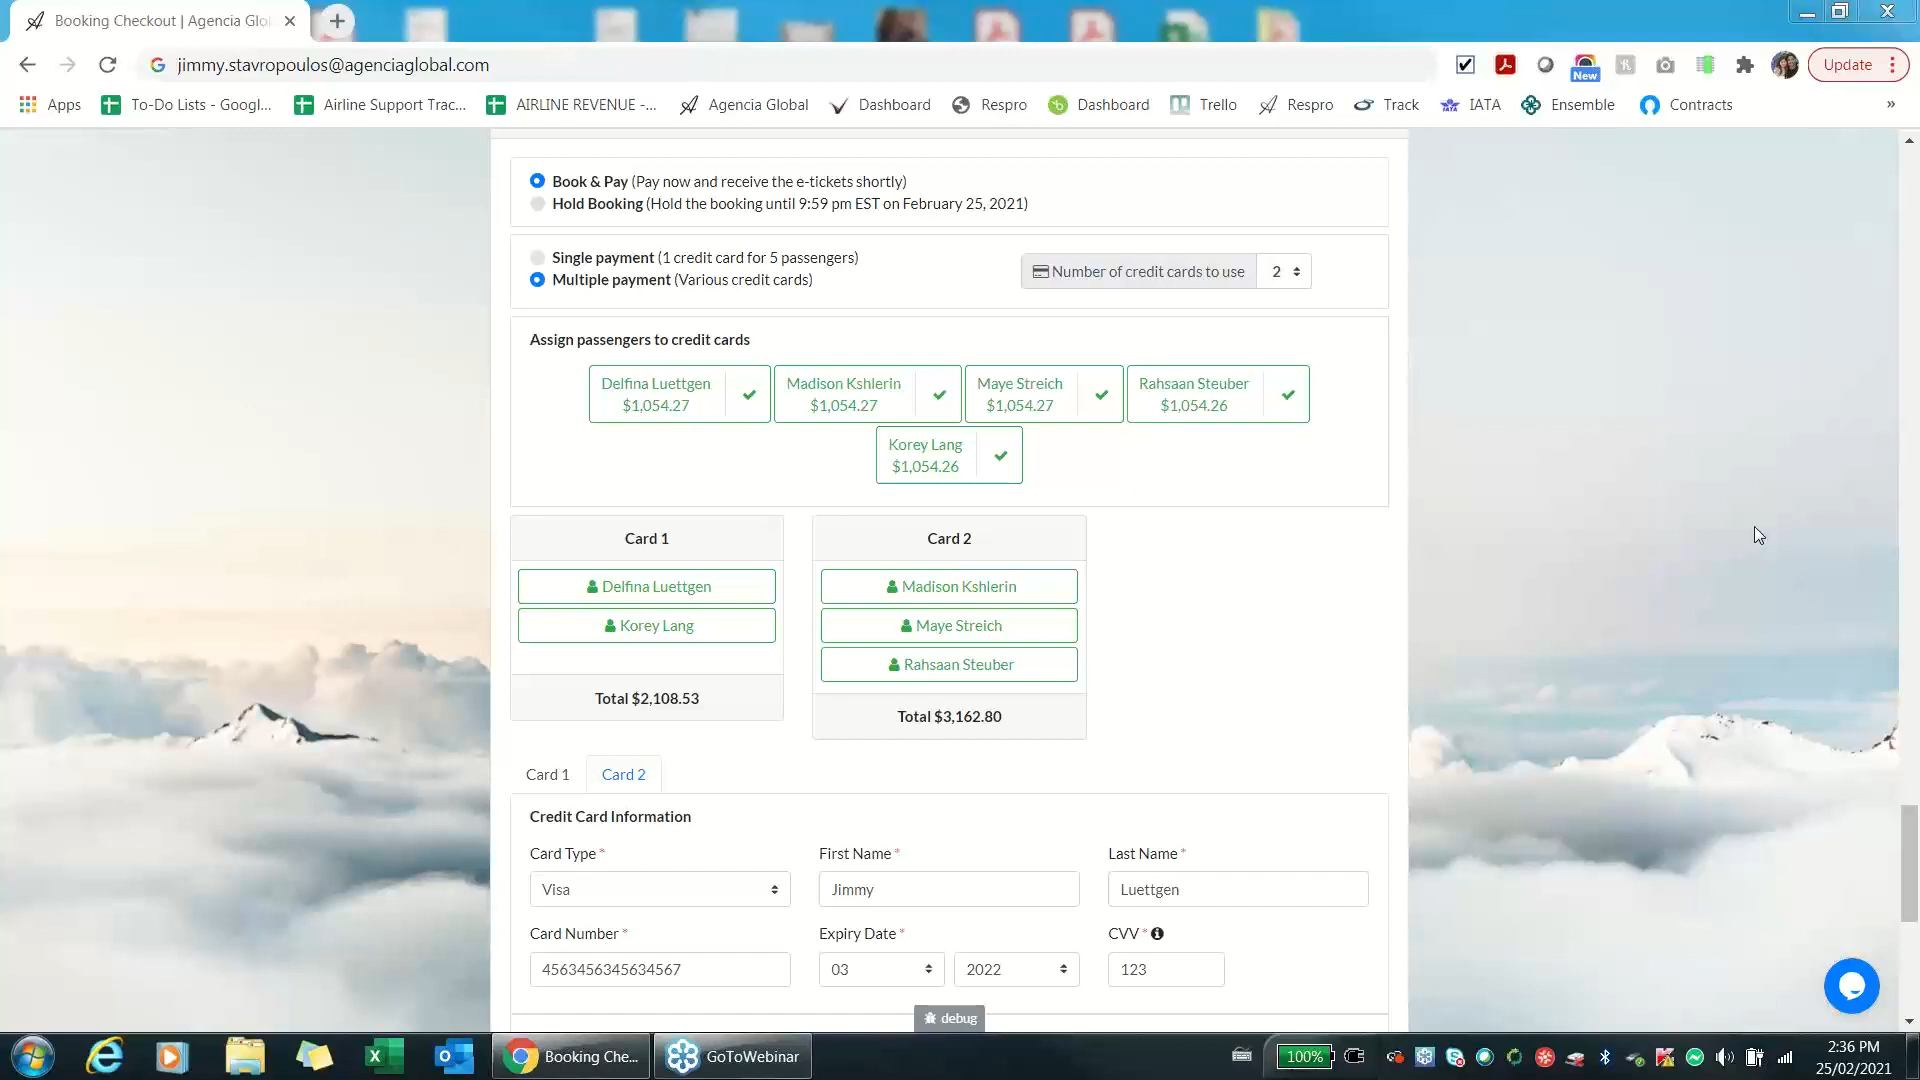 Booking Checkout | Agencia Glo
jimmy.stavropoulos@agenciaglobal.com
New
Update
Apps
To-Do Lists - Googl...
Airline Support Trac...
AIRLINE REVENUE -...
Agencia Global
Dashboard
Respro
Dashboard
Trello
Respro
Track
IATA
Ensemble
Contracts
»
Book & Pay (Pay now and receive the e-tickets shortly)
Hold Booking (Hold the booking until 9:59 pm EST on February 25, 2021)
Single payment (1 credit card for 5 passengers)
Multiple payment (Various credit cards)
Number of credit cards to use 2
Assign passengers to credit cards
Delfina Luettgen
$1,054.27
Madison Kshlerin
$1,054.27
Maye Streich
$1,054.27
Rahsaan Steuber
$1,054.26
Korey Lang
$1,054.26
Card 1
Delfina Luettgen
Korey Lang
Total $2,108.53
Card 2
Madison Kshlerin
Maye Streich
Rahsaan Steuber
Total $3,162.80
Card 1
Card 2
Credit Card Information
Card Type *
First Name *
Last Name *
Visa
Jimmy
Luettgen
Card Number *
Expiry Date *
CVV *
4563456345634567
03
2022
123
debug
Booking Che...
GoToWebinar
100%
2:36 PM
25/02/2021